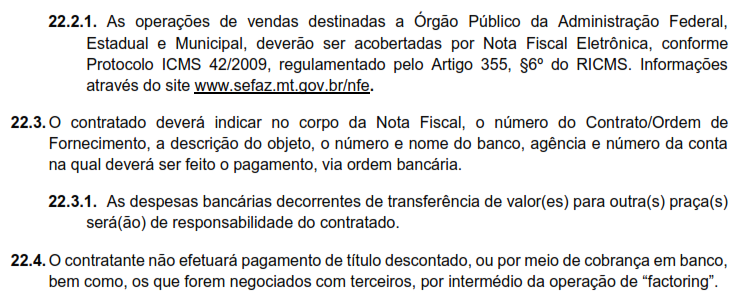 22.2.1. As operações de vendas destinadas a Órgão Público da Administração Federal,
Estadual e Municipal, deverão ser acobertadas por Nota Fiscal Eletrônica, conforme
Protocolo ICMS 42/2009, regulamentado pelo Artigo 355, §6º do RICMS. Informações
através do site www.sefaz.mt.gov.br/nfe.
22.3. O contratado deverá indicar no corpo da Nota Fiscal, o número do Contrato/Ordem de
Fornecimento, a descrição do objeto, o número e nome do banco, agência e número da conta
na qual deverá ser feito o pagamento, via ordem bancária.
22.3.1. As despesas bancárias decorrentes de transferência de valor(es) para outra(s) praça(s)
será(ão) de responsabilidade do contratado.
22.4. O contratante não efetuará pagamento de título descontado, ou por meio de cobrança em banco,
bem como, os que forem negociados com terceiros, por intermédio da operação de “factoring”.